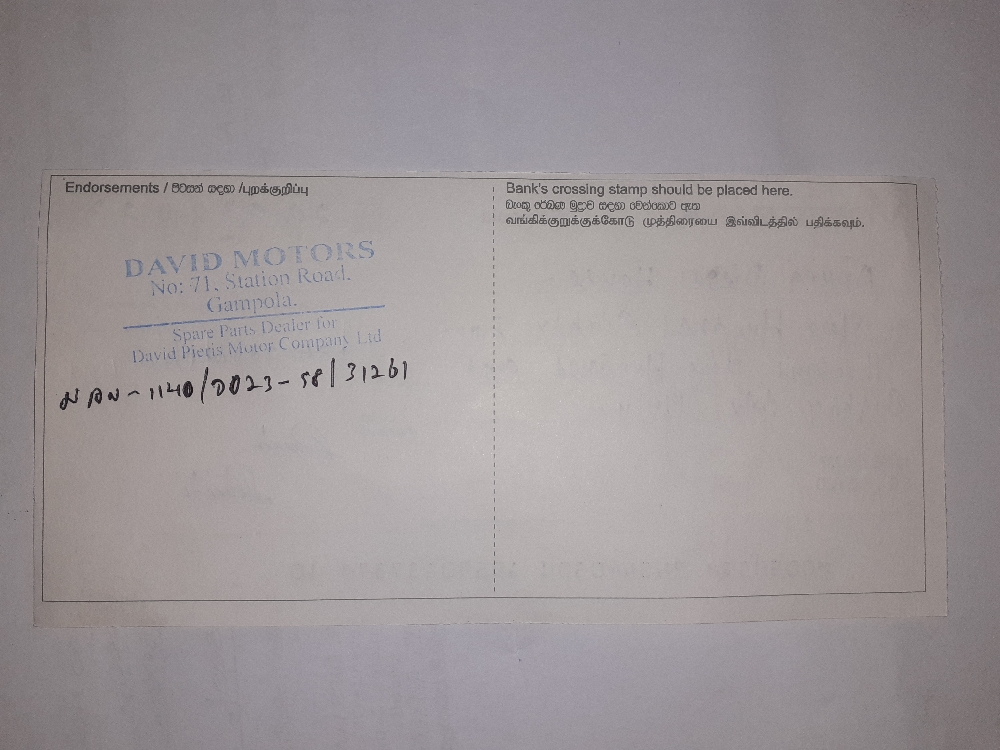 Endorsements / පිටසන් සඳහා /புறக்குறிப்பு
DAVID MOTORS
No: 71, Station Road,
Gampola.
Spare Parts Dealer for
David Pieris Motor Company Ltd
1140/2023-58/31261
Bank's crossing stamp should be placed here.
බැංකු රේඛණ මුද්‍රාව සඳහා වෙන්කොට ඇත
வங்கிக்குறுக்குக்கோடு முத்திரையை இவ்விடத்தில் பதிக்கவும்.